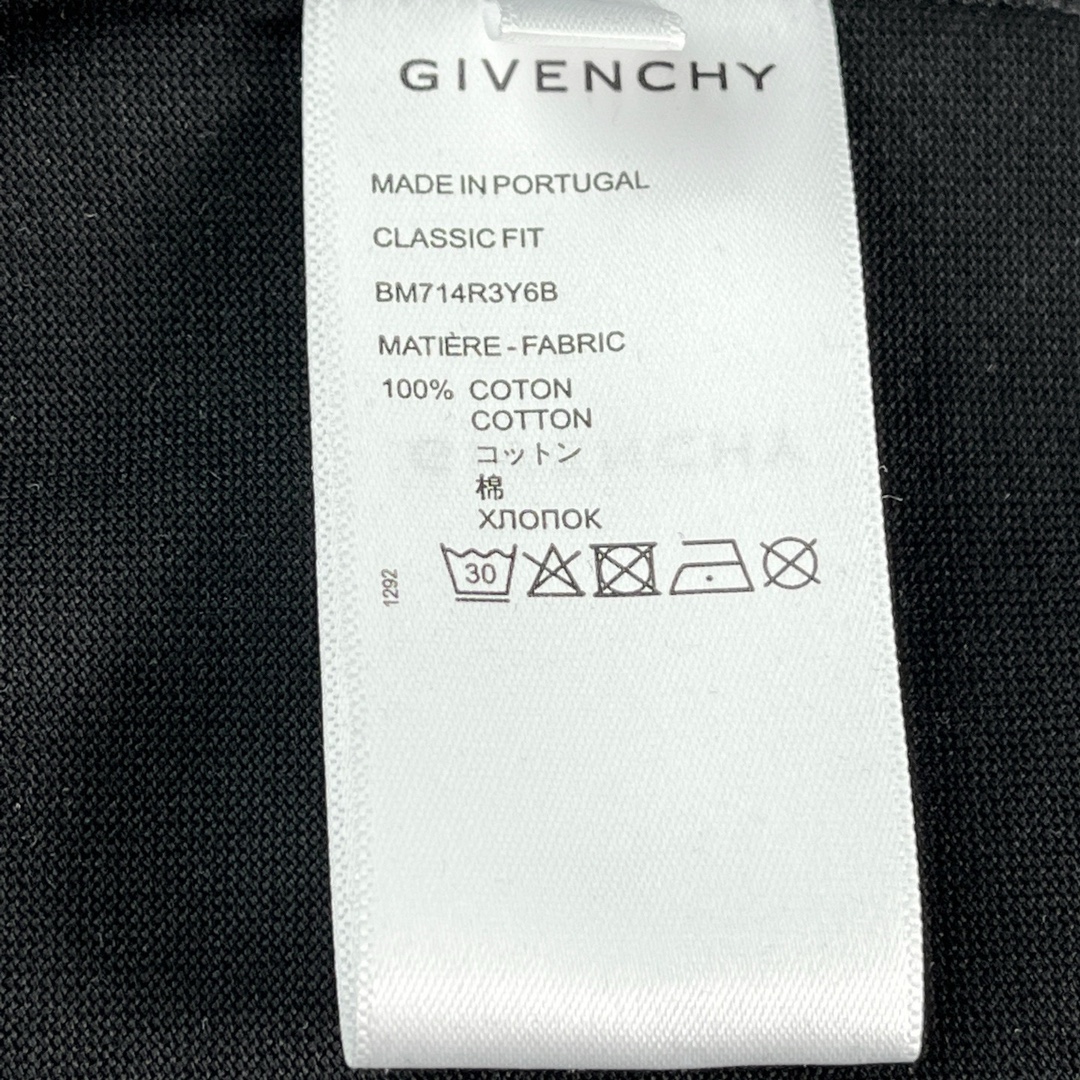 GIVENCHY
MADE IN PORTUGAL
CLASSIC FIT
BM714R3Y6B
MATIÈRE - FABRIC
100% COTON
COTTON
コットン
棉
ХЛОПОК
30
1292